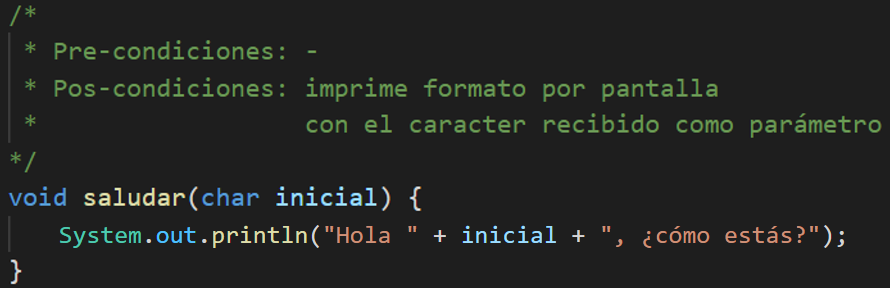 /*
 * Pre-condiciones: -
 * Pos-condiciones: imprime formato por pantalla
 *                  con el caracter recibido como parámetro
*/
void saludar(char inicial) {
    System.out.println("Hola " + inicial + ", ¿cómo estás?");
}